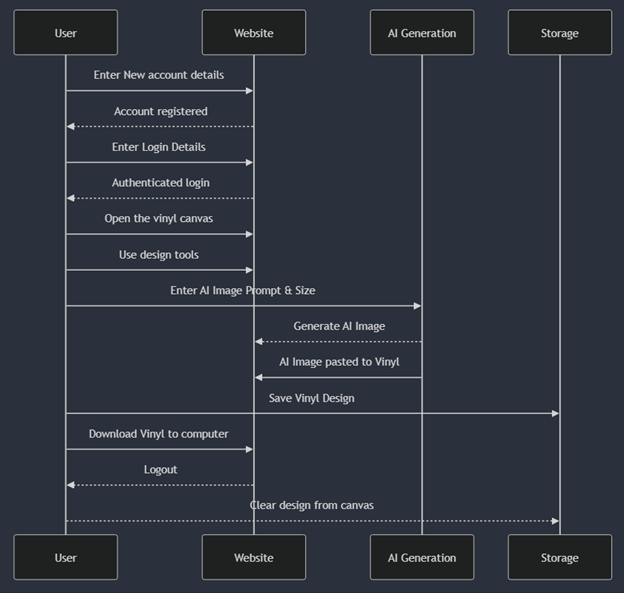 User Website AI Generation Storage
Enter New account details
Account registered
Enter Login Details
Authenticated login
Open the vinyl canvas
Use design tools
Enter AI Image Prompt & Size
Generate AI Image
AI Image pasted to Vinyl
Save Vinyl Design
Download Vinyl to computer
Logout
Clear design from canvas
User Website AI Generation Storage